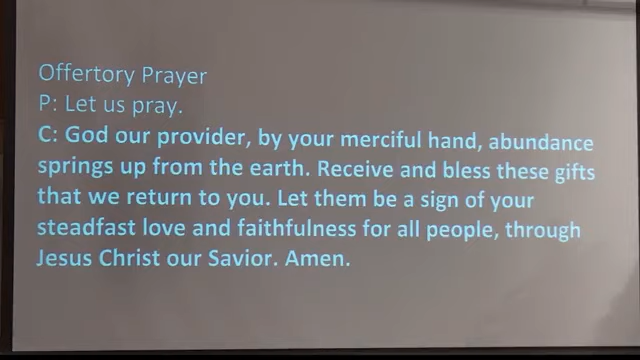 Offertory Prayer
P: Let us pray.
C: God our provider, by your merciful hand, abundance
springs up from the earth. Receive and bless these gifts
that we return to you. Let them be a sign of your
steadfast love and faithfulness for all people, through
Jesus Christ our Savior. Amen.